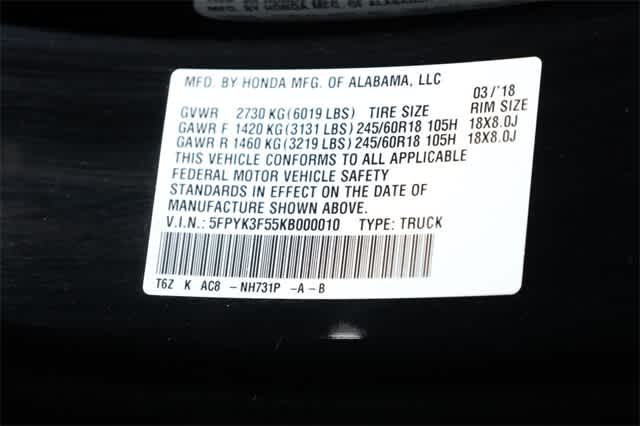 MFD. BY HONDA MFG. OF ALABAMA, LLC 03/'18
GVWR 2730 KG(6019 LBS) TIRE SIZE RIM SIZE
GAWR F 1420 KG(3131 LBS) 245/60R18 105H 18X8.0J
GAWR R 1460 KG(3219 LBS) 245/60R18 105H 18X8.0J
THIS VEHICLE CONFORMS TO ALL APPLICABLE
FEDERAL MOTOR VEHICLE SAFETY
STANDARDS IN EFFECT ON THE DATE OF
MANUFACTURE SHOWN ABOVE.
V.I.N.: 5FPYK3F55KB000010 TYPE: TRUCK
T6Z K AC8 -NH731P -A -B